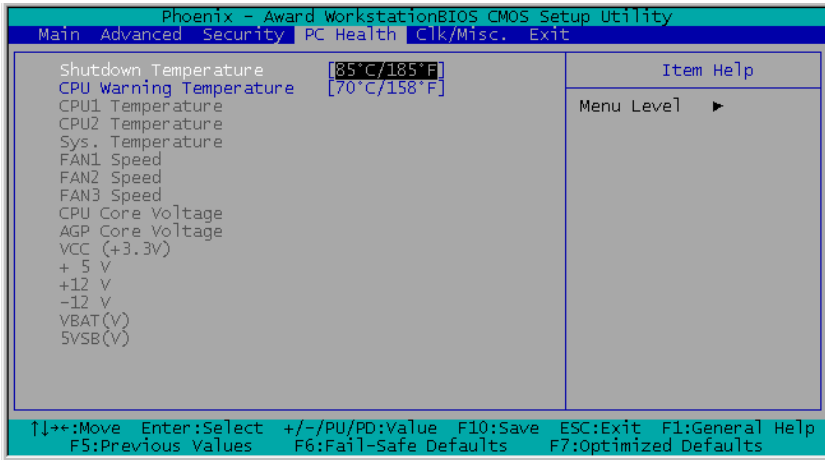 Phoenix - Award WorkstationBIOS CMOS Setup Utility
Main Advanced Security PC Health Clk/Misc. Exit
Shutdown Temperature [85°C/185°F]
CPU Warning Temperature [70°C/158°F]
CPU1 Temperature
CPU2 Temperature
Sys. Temperature
FAN1 Speed
FAN2 Speed
FAN3 Speed
CPU Core Voltage
AGP Core Voltage
VCC (+3.3V)
+ 5 V
+12 V
-12 V
VBAT(V)
5VSB(V)
Item Help
Menu Level ►
↑↓→←:Move Enter:Select +/-/PU/PD:Value F10:Save ESC:Exit F1:General Help
F5:Previous Values F6:Fail-Safe Defaults F7:Optimized Defaults